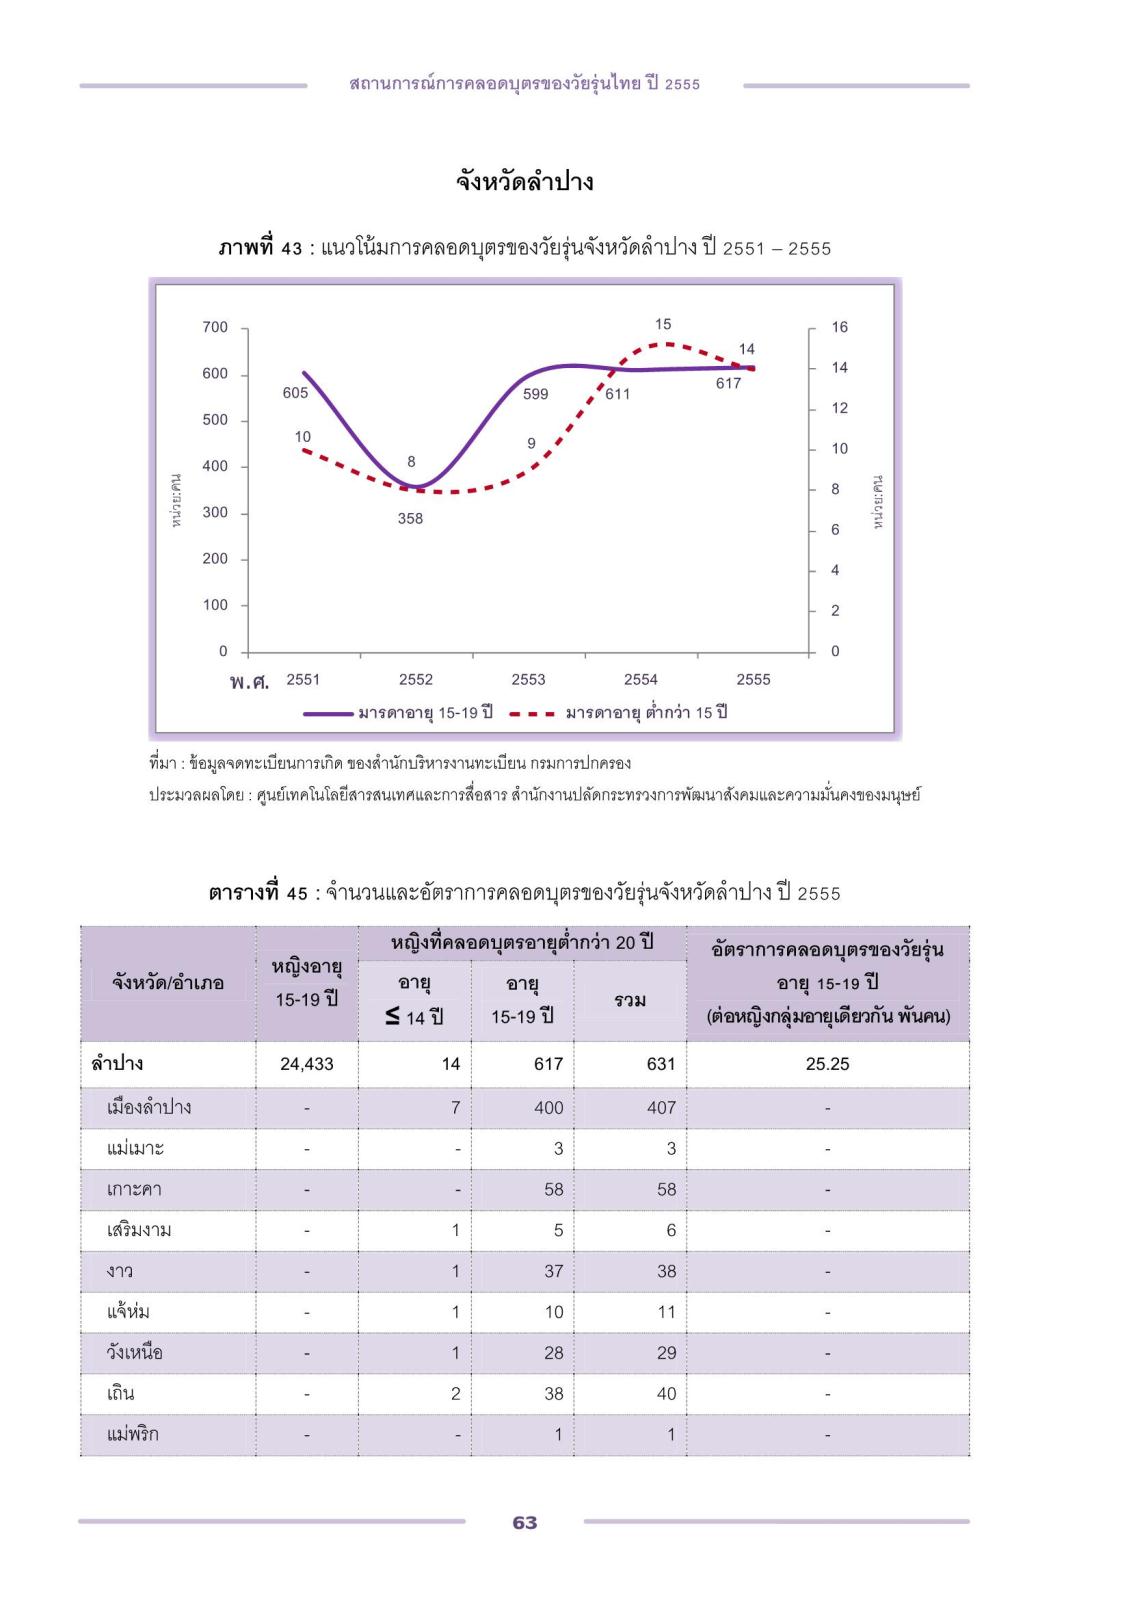 สถานการณ์การคลอดบุตรของวัยรุ่นไทย ปี 2555
จังหวัดลำปาง
ภาพที่ 43 : แนวโน้มการคลอดบุตรของวัยรุ่นจังหวัดลำปาง ปี 2551 – 2555
700
600
500
400
300
200
100
0
หน่วย:คน
605
10
8
358
599
9
15
611
14
617
16
14
12
10
8
6
4
2
0
หน่วย:คน
พ.ศ. 2551 2552 2553 2554 2555
มารดาอายุ 15-19 ปี มารดาอายุ ต่ำกว่า 15 ปี
ที่มา : ข้อมูลจดทะเบียนการเกิด ของสำนักบริหารงานทะเบียน กรมการปกครอง
ประมวลผลโดย : ศูนย์เทคโนโลยีสารสนเทศและการสื่อสาร สำนักงานปลัดกระทรวงการพัฒนาสังคมและความมั่นคงของมนุษย์
ตารางที่ 45 : จำนวนและอัตราการคลอดบุตรของวัยรุ่นจังหวัดลำปาง ปี 2555
จังหวัด/อำเภอ
หญิงอายุ
15-19 ปี
หญิงที่คลอดบุตรอายุต่ำกว่า 20 ปี
อายุ
≤ 14 ปี
อายุ
15-19 ปี
รวม
อัตราการคลอดบุตรของวัยรุ่น
อายุ 15-19 ปี
(ต่อหญิงกลุ่มอายุเดียวกัน พันคน)
ลำปาง 24,433 14 617 631 25.25
เมืองลำปาง - 7 400 407 -
แม่เมาะ - - 3 3 -
เกาะคา - - 58 58 -
เสริมงาม - 1 5 6 -
งาว - 1 37 38 -
แจ้ห่ม - 1 10 11 -
วังเหนือ - 1 28 29 -
เถิน - 2 38 40 -
แม่พริก - - 1 1 -
63